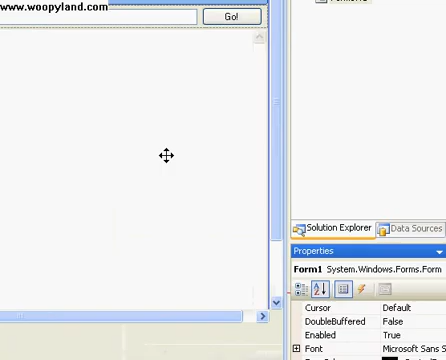 www.woopyland.com
Go!
Solution Explorer
Data Sources
Properties
Form1 System.Windows.Forms.Form
Cursor Default
DoubleBuffered False
Enabled True
Font Microsoft Sans S